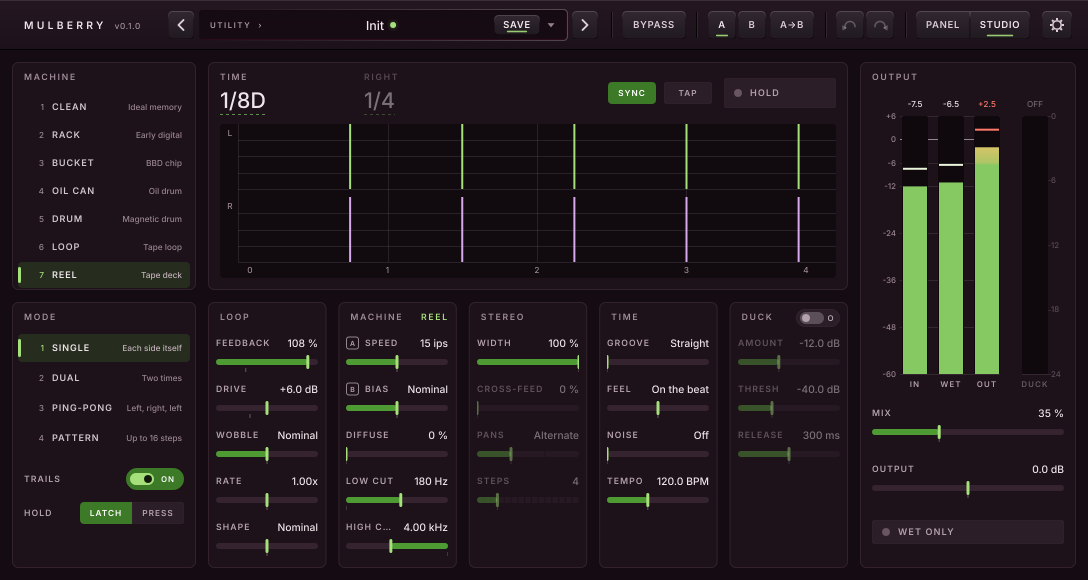 MULBERRY v0.1.0 UTILITY › Init SAVE BYPASS A B A→B PANEL STUDIO
MACHINE
1 CLEAN Ideal memory
2 RACK Early digital
3 BUCKET BBD chip
4 OIL CAN Oil drum
5 DRUM Magnetic drum
6 LOOP Tape loop
7 REEL Tape deck
TIME RIGHT
1/8D 1/4 SYNC TAP HOLD
L
R
0 1 2 3 4
OUTPUT
-7.5 -6.5 +2.5 OFF
+6 0
0
-6 -6
-12
-24 -12
-36 -18
-48
-60 -24
IN WET OUT DUCK
MIX 35 %
OUTPUT 0.0 dB
WET ONLY
MODE
1 SINGLE Each side itself
2 DUAL Two times
3 PING-PONG Left, right, left
4 PATTERN Up to 16 steps
TRAILS ON
HOLD LATCH PRESS
LOOP
FEEDBACK 108 %
DRIVE +6.0 dB
WOBBLE Nominal
RATE 1.00x
SHAPE Nominal
MACHINE REEL
A SPEED 15 ips
B BIAS Nominal
DIFFUSE 0 %
LOW CUT 180 Hz
HIGH C... 4.00 kHz
STEREO
WIDTH 100 %
CROSS-FEED 0 %
PANS Alternate
STEPS 4
TIME
GROOVE Straight
FEEL On the beat
NOISE Off
TEMPO 120.0 BPM
DUCK O
AMOUNT -12.0 dB
THRESH -40.0 dB
RELEASE 300 ms